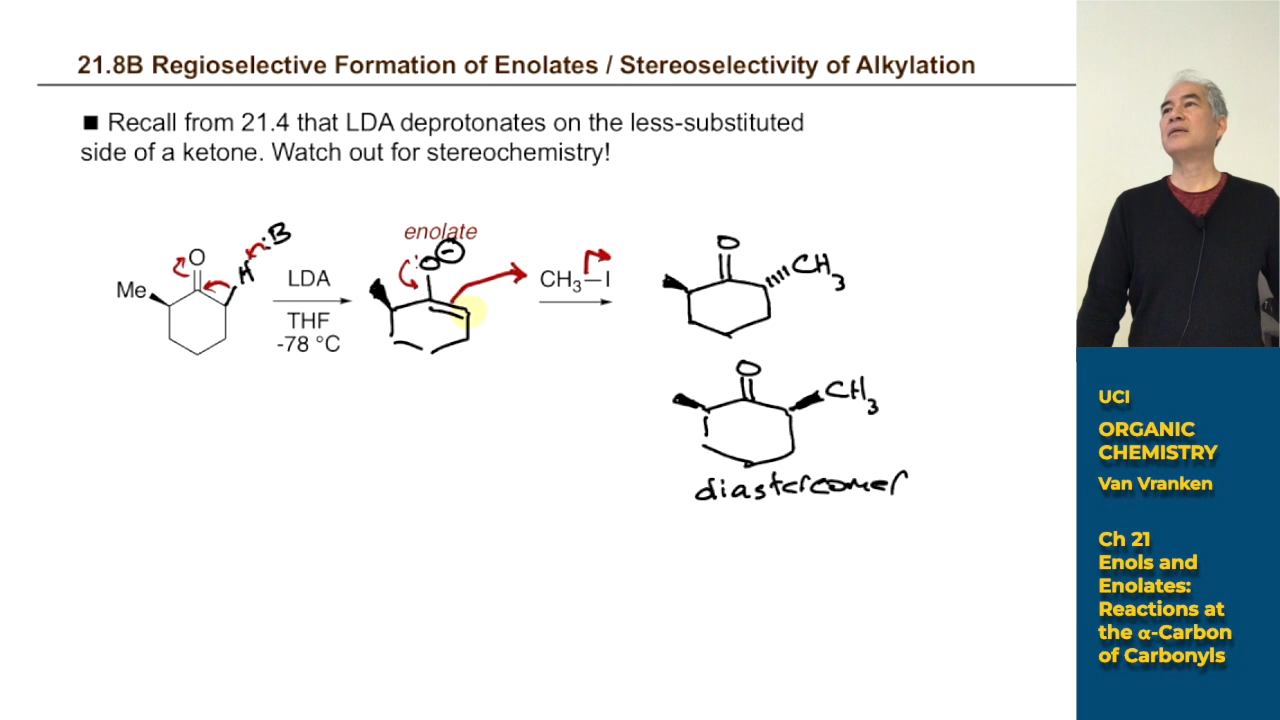 21.8B Regioselective Formation of Enolates / Stereoselectivity of Alkylation
■ Recall from 21.4 that LDA deprotonates on the less-substituted
side of a ketone. Watch out for stereochemistry!
Me
O
H
:B
LDA
THF
-78 °C
enolate
:O
−
CH3–I
O
CH3
O
CH3
diastereomer
UCI
ORGANIC
CHEMISTRY
Van Vranken
Ch 21
Enols and
Enolates:
Reactions at
the α-Carbon
of Carbonyls